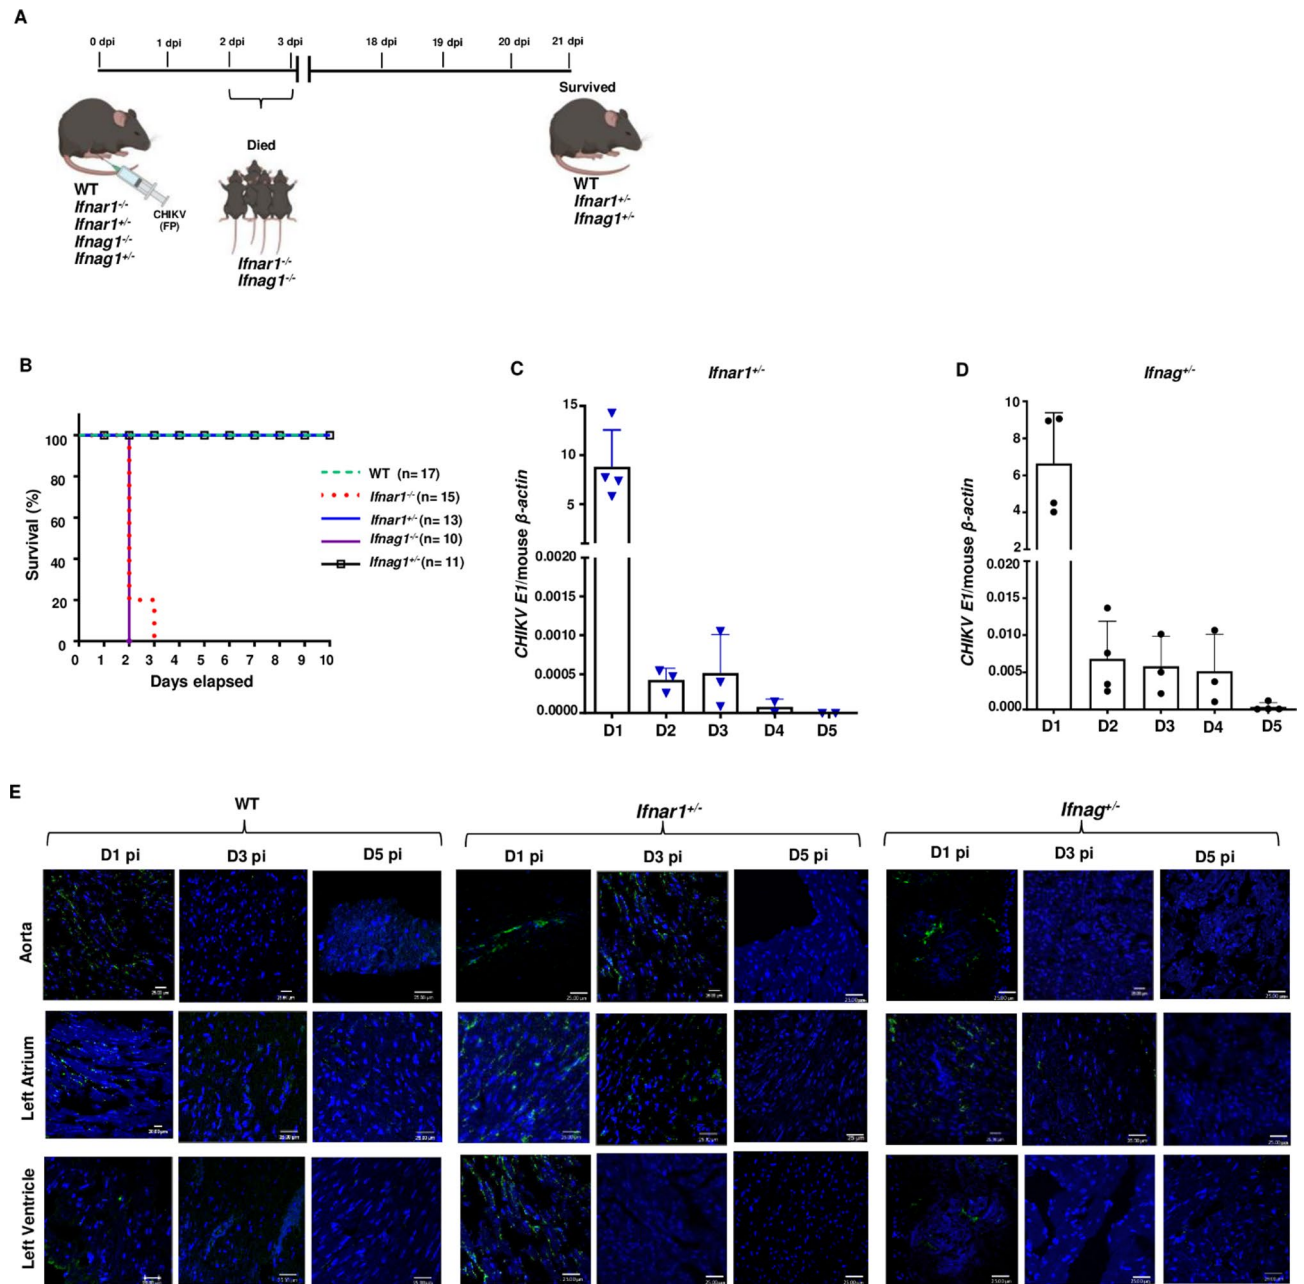 A
0 dpi 1 dpi 2 dpi 3 dpi 18 dpi 19 dpi 20 dpi 21 dpi
Survived
Died
WT
Ifnar1-/-
Ifnar1+/-
Ifnag1-/-
Ifnag1+/-
CHIKV
(FP)
Ifnar1-/-
Ifnag1-/-
WT
Ifnar1+/-
Ifnag1+/-
B
Survival (%)
100
80
60
40
20
0
0 1 2 3 4 5 6 7 8 9 10
Days elapsed
WT (n= 17)
Ifnar1-/- (n= 15)
Ifnar1+/- (n= 13)
Ifnag1-/- (n= 10)
Ifnag1+/- (n= 11)
C
Ifnar1+/-
CHIKV E1/mouse β-actin
15
10
5
0.0020
0.0015
0.0010
0.0005
0.0000
D1 D2 D3 D4 D5
D
Ifnag+/-
CHIKV E1/mouse β-actin
10
8
6
4
2
0.020
0.015
0.010
0.005
0.000
D1 D2 D3 D4 D5
E
WT Ifnar1+/- Ifnag+/-
D1 pi D3 pi D5 pi D1 pi D3 pi D5 pi D1 pi D3 pi D5 pi
Aorta
Left Atrium
Left Ventricle